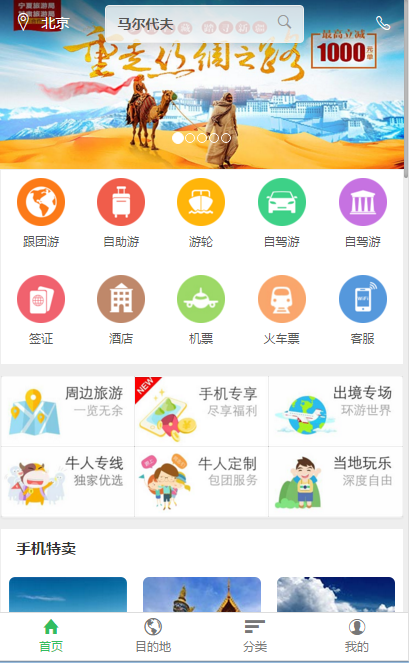 宁夏旅游局
北京
马尔代夫
重走丝绸之路
最高立减
1000元/单
跟团游
自助游
游轮
自驾游
自驾游
签证
酒店
机票
火车票
客服
周边旅游
一览无余
NEW
手机专享
尽享福利
出境专场
环游世界
牛人专线
独家优选
牛人定制
包团服务
当地玩乐
深度自由
手机特卖
首页
目的地
分类
我的